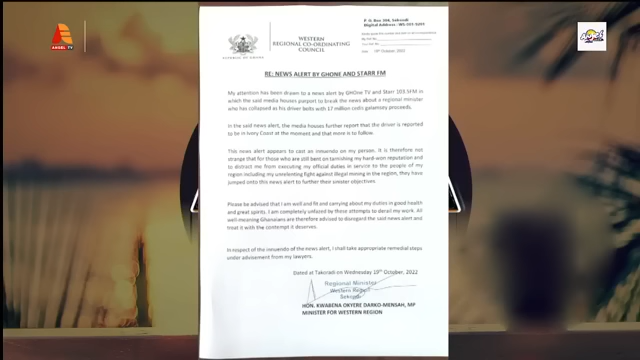 ANGEL TV
WESTERN
REGIONAL CO-ORDINATING
COUNCIL
REPUBLIC OF GHANA
P. O. Box 309, Sekondi
Date: 19th October, 2022
RE: NEWS ALERT BY GHONE AND STARR FM
My attention has been drawn to a news alert by GHOne TV and Starr 103.5FM in
which the said media houses purport to break the news about a regional minister
who has collapsed as his driver bolts with 17 million cedis galamsey proceeds.
In the said news alert, the media houses further report that the driver is reported
to be in Ivory Coast at the moment and that more is to follow.
This news alert appears to cast an innuendo on my person. It is therefore not
strange that for those who are still bent on tarnishing my hard-won reputation and
to distract me from executing my official duties in service to the people of my
region including my unrelenting fight against illegal mining in the region, they have
jumped onto this news alert to further their sinister objectives.
Please be advised that I am well and fit and carrying about my duties in good health
and great spirits. I am completely unfazed by these attempts to derail my work. All
well-meaning Ghanaians are therefore advised to disregard the said news alert and
treat it with the contempt it deserves.
In respect of the innuendo of the news alert, I shall take appropriate remedial steps
under advisement from my lawyers.
Dated at Takoradi on Wednesday 19th October, 2022
Regional Minister
Western Region
Sekondi
HON. KWABENA OKYERE DARKO-MENSAH, MP
MINISTER FOR WESTERN REGION